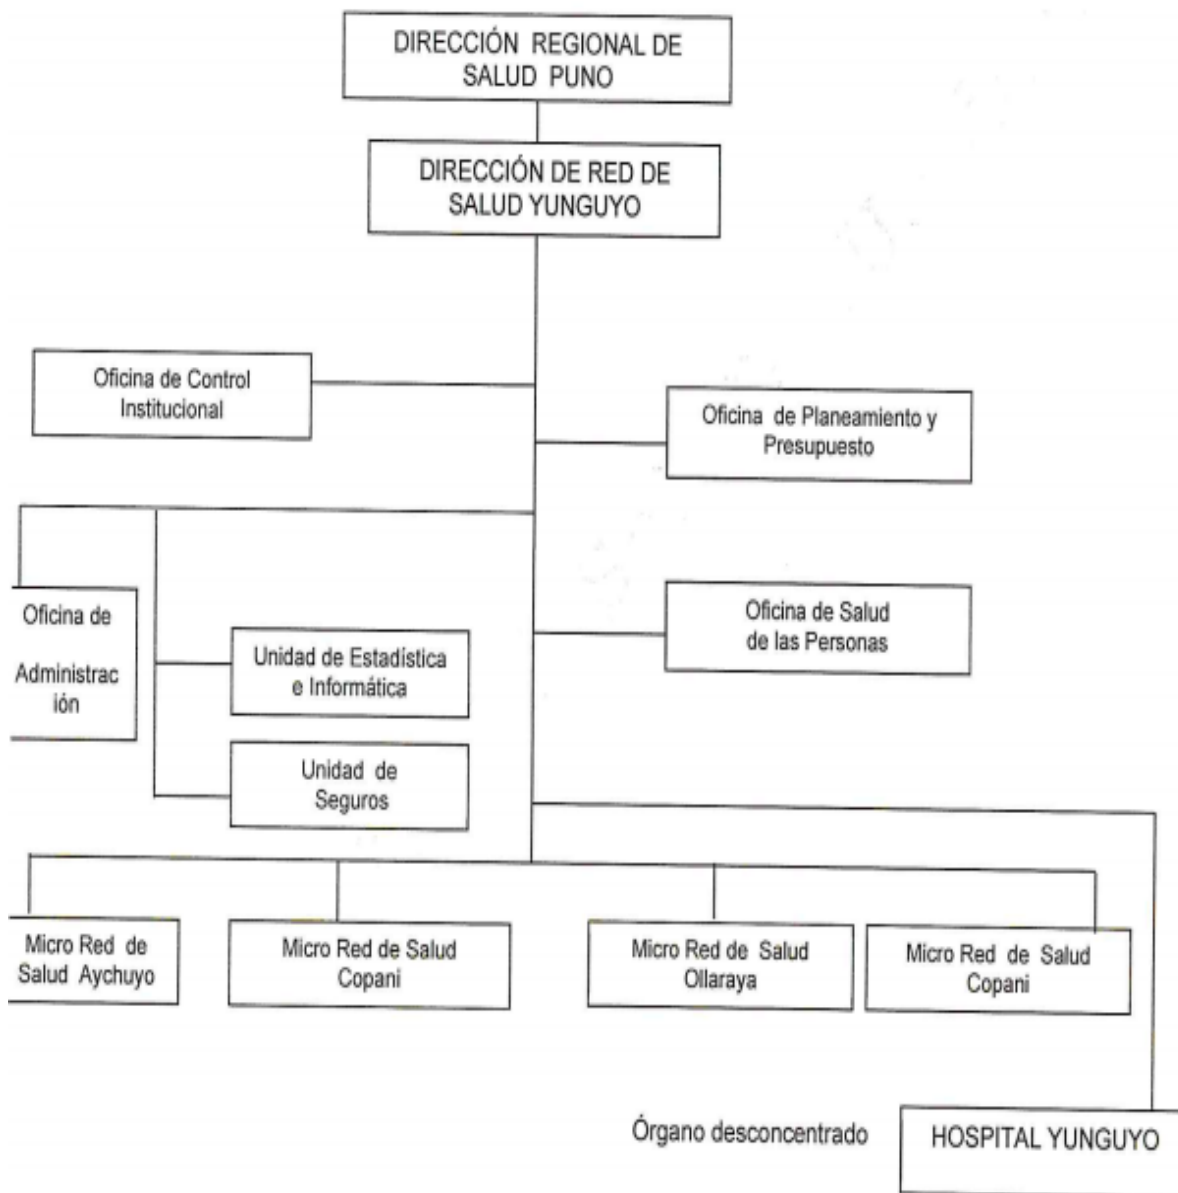 DIRECCIÓN REGIONAL DE
SALUD PUNO
DIRECCIÓN DE RED DE
SALUD YUNGUYO
Oficina de Control
Institucional
Oficina de Planeamiento y
Presupuesto
Oficina de
Administrac
ión
Unidad de Estadística
e Informática
Unidad de
Seguros
Oficina de Salud
de las Personas
Micro Red de
Salud Aychuyo
Micro Red de Salud
Copani
Micro Red de Salud
Ollaraya
Micro Red de Salud
Copani
Órgano desconcentrado
HOSPITAL YUNGUYO